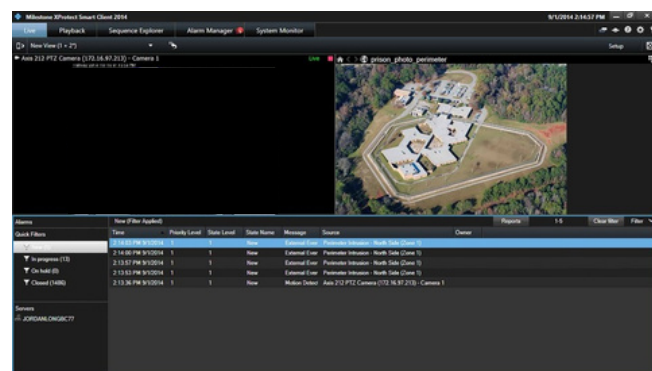 Milestone XProtect Smart Client 2014 9/1/2014 2:14:57 PM
Live Playback Sequence Explorer Alarm Manager System Monitor
New View (1 + 2*) Setup
Axis 212 PTZ Camera (172.16.97.213) - Camera 1 Live prison_photo_perimeter
Alarms New (Filter Applied) Reports 1-5 Clear filter Filter
Quick Filters Time Priority Level State Level State Name Message Source Owner
2:14:03 PM 9/1/2014 1 1 New External Ever Perimeter Intrusion - North Side (Zone 1)
In progress (13) 2:14:00 PM 9/1/2014 1 1 New External Ever Perimeter Intrusion - North Side (Zone 1)
On hold (0) 2:13:57 PM 9/1/2014 1 1 New External Ever Perimeter Intrusion - North Side (Zone 1)
Closed (1486) 2:13:53 PM 9/1/2014 1 1 New External Ever Perimeter Intrusion - North Side (Zone 1)
2:13:36 PM 9/1/2014 1 1 New Motion Detect Axis 212 PTZ Camera (172.16.97.213) - Camera 1
Servers
JORDANLONGBC77